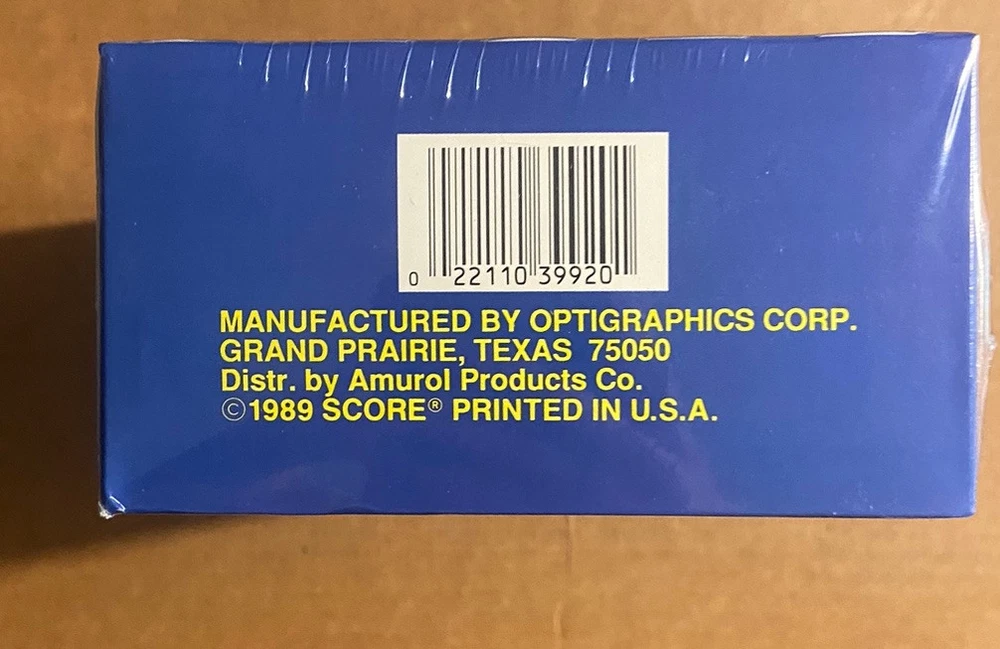 0 22110 39920
MANUFACTURED BY OPTIGRAPHICS CORP.
GRAND PRAIRIE, TEXAS 75050
Distr. by Amurol Products Co.
©1989 SCORE® PRINTED IN U.S.A.